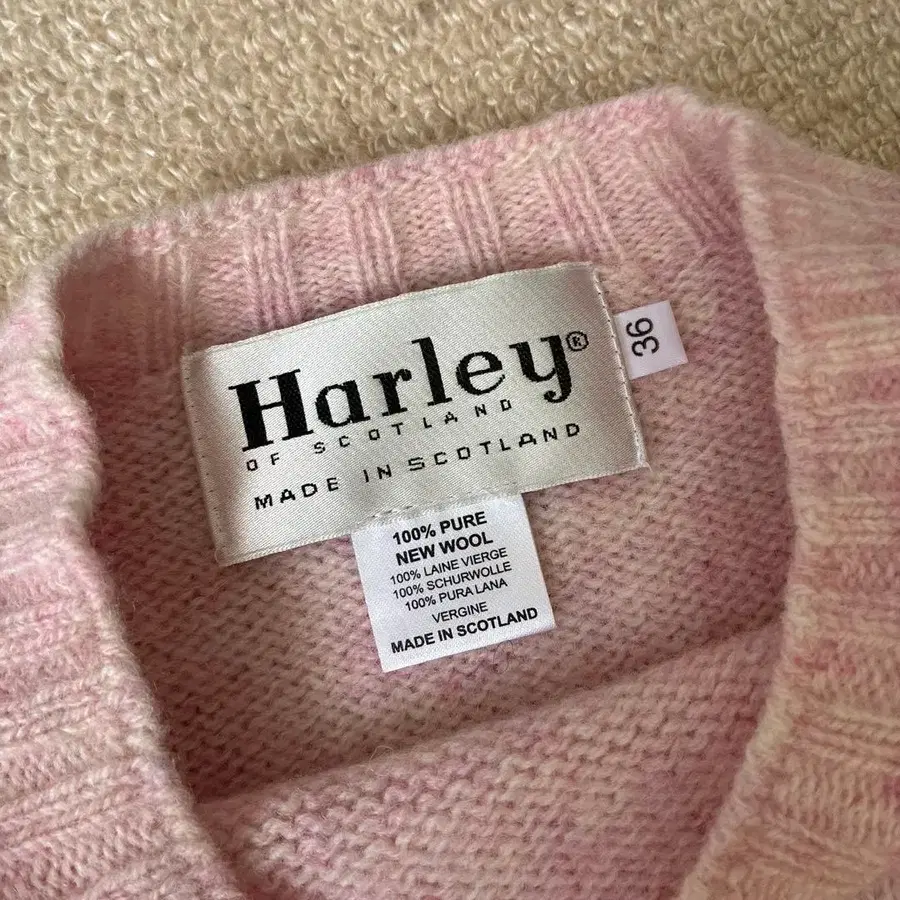 Harley®
OF SCOTLAND
MADE IN SCOTLAND
36
100% PURE
NEW WOOL
100% LAINE VIERGE
100% SCHURWOLLE
100% PURA LANA
VERGINE
MADE IN SCOTLAND